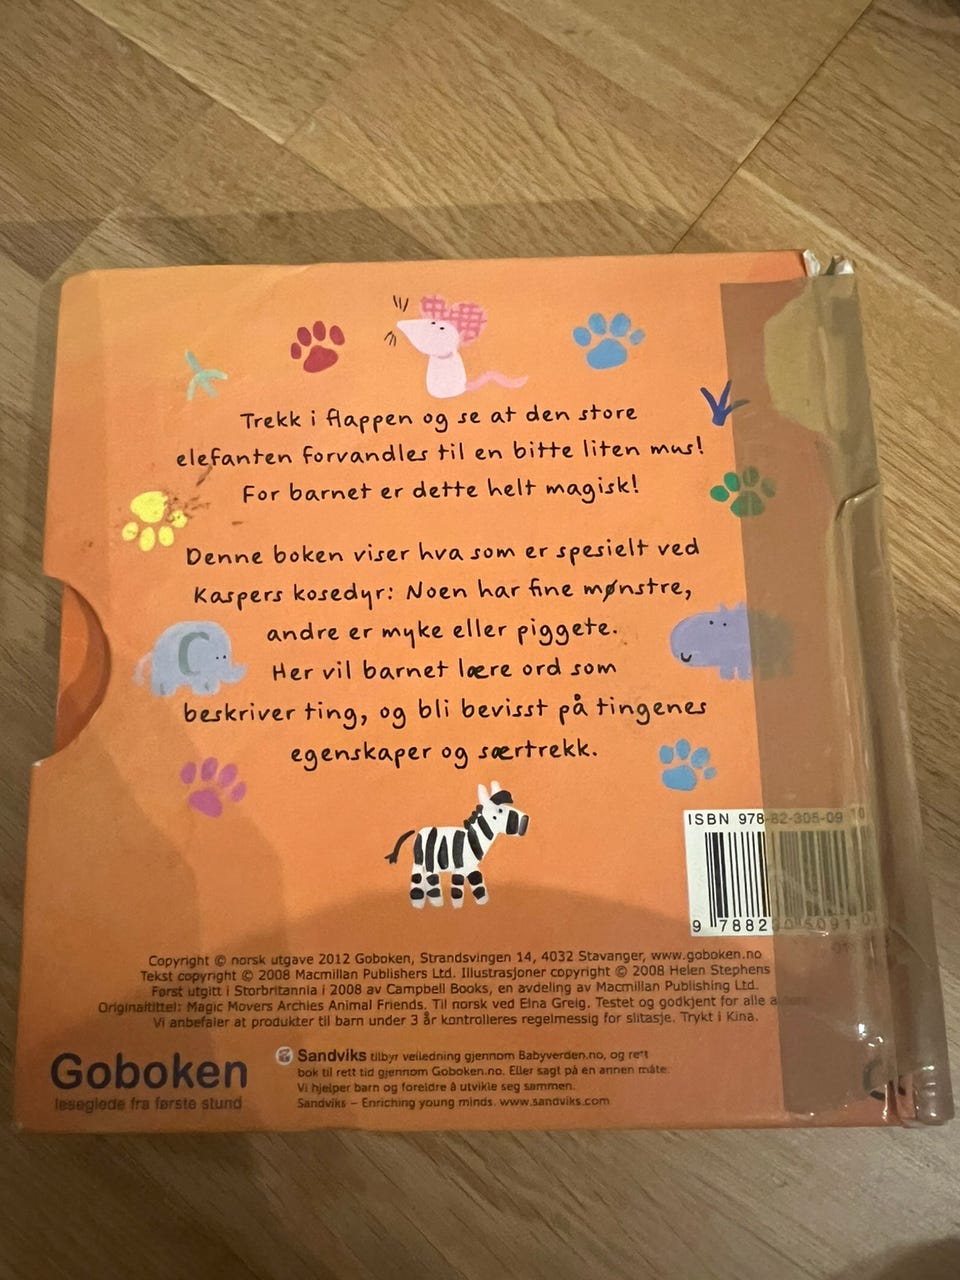 Trekk i flappen og se at den store
elefanten forvandles til en bitte liten mus!
For barnet er dette helt magisk!
Denne boken viser hva som er spesielt ved
Kaspers kosedyr: Noen har fine mønstre,
andre er myke eller piggete.
Her vil barnet lære ord som
beskriver ting, og bli bevisst på tingenes
egenskaper og særtrekk.
ISBN 978-82-305-09
9 7882
Copyright © norsk utgave 2012 Goboken, Strandsvingen 14, 4032 Stavanger, www.goboken.no
Tekst copyright © 2008 Macmillan Publishers Ltd. Illustrasjoner copyright © 2008 Helen Stephens
Først utgitt i Storbritannia i 2008 av Campbell Books, en avdeling av Macmillan Publishing Ltd.
Originaltittel: Magic Movers Archies Animal Friends. Til norsk ved Elna Greig. Testet og godkjent for alle
Vi anbefaler at produkter til barn under 3 år kontrolleres regelmessig for slitasje. Trykt i Kina.
Goboken
leseglede fra første stund
Sandviks tilbyr veiledning gjennom Babyverden.no, og rett
bok til rett tid gjennom Goboken.no. Eller sagt på en annen måte:
Vi hjelper barn og foreldre å utvikle seg sammen.
Sandviks – Enriching young minds. www.sandviks.com